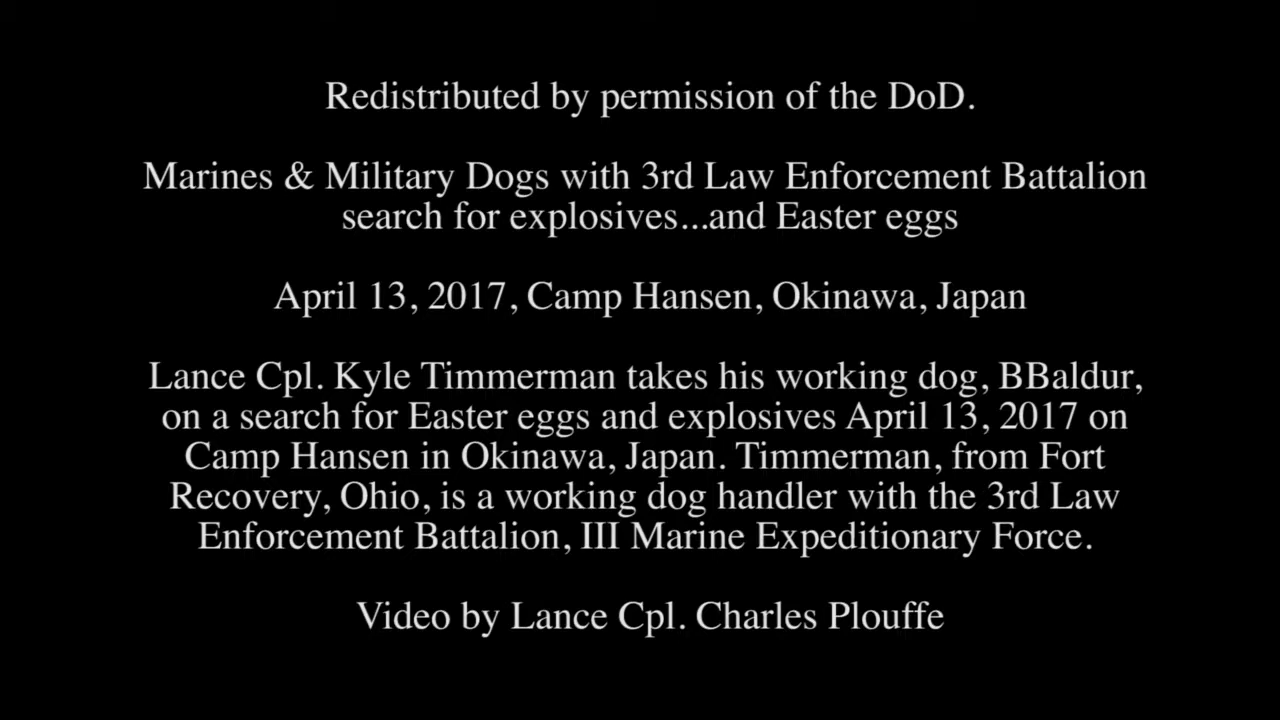 Redistributed by permission of the DoD.
Marines & Military Dogs with 3rd Law Enforcement Battalion
search for explosives...and Easter eggs
April 13, 2017, Camp Hansen, Okinawa, Japan
Lance Cpl. Kyle Timmerman takes his working dog, BBaldur,
on a search for Easter eggs and explosives April 13, 2017 on
Camp Hansen in Okinawa, Japan. Timmerman, from Fort
Recovery, Ohio, is a working dog handler with the 3rd Law
Enforcement Battalion, III Marine Expeditionary Force.
Video by Lance Cpl. Charles Plouffe